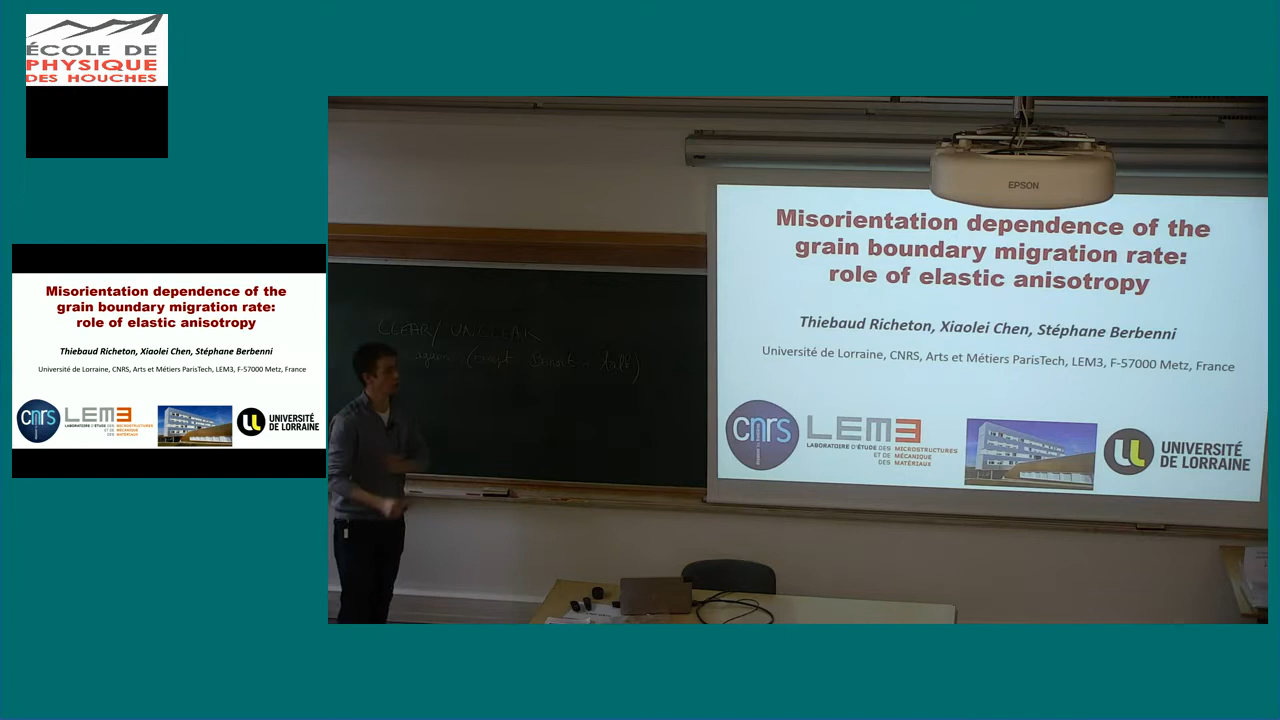 ÉCOLE DE
PHYSIQUE
DES HOUCHES
Misorientation dependence of the
grain boundary migration rate:
role of elastic anisotropy
Thiebaud Richeton, Xiaolei Chen, Stéphane Berbenni
Université de Lorraine, CNRS, Arts et Métiers ParisTech, LEM3, F-57000 Metz, France
cnrs
LEM3
LABORATOIRE D'ÉTUDE DES MICROSTRUCTURES
ET DE MÉCANIQUE
DES MATÉRIAUX
UNIVERSITÉ
DE LORRAINE
EPSON
Misorientation dependence of the
grain boundary migration rate:
role of elastic anisotropy
Thiebaud Richeton, Xiaolei Chen, Stéphane Berbenni
Université de Lorraine, CNRS, Arts et Métiers ParisTech, LEM3, F-57000 Metz, France
cnrs
LEM3
LABORATOIRE D'ÉTUDE DES MICROSTRUCTURES
ET DE MÉCANIQUE
DES MATÉRIAUX
UNIVERSITÉ
DE LORRAINE
CLEAR/UNCLEAR